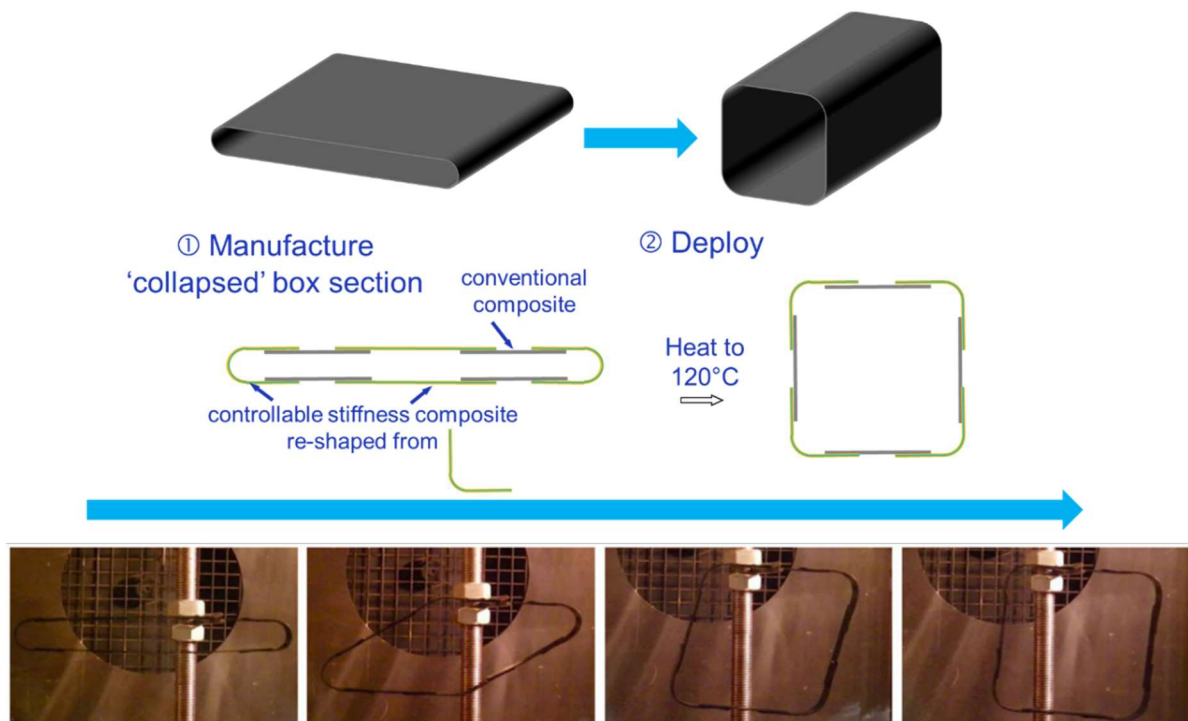 ① Manufacture
‘collapsed’ box section
② Deploy
conventional
composite
controllable stiffness composite
re-shaped from
Heat to
120°C